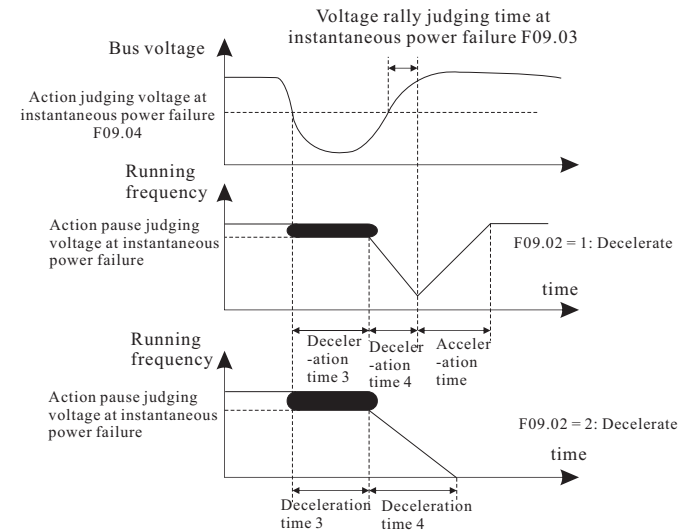 Voltage rally judging time at
instantaneous power failure F09.03
Bus voltage
Action judging voltage at
instantaneous power failure
F09.04
Running
frequency
Action pause judging
voltage at instantaneous
power failure
F09.02 = 1: Decelerate
time
Deceler
-ation
time 3
Deceler
-ation
time 4
Acceler
-ation
time
Running
frequency
Action pause judging
voltage at instantaneous
power failure
F09.02 = 2: Decelerate
time
Deceleration
time 3
Deceleration
time 4